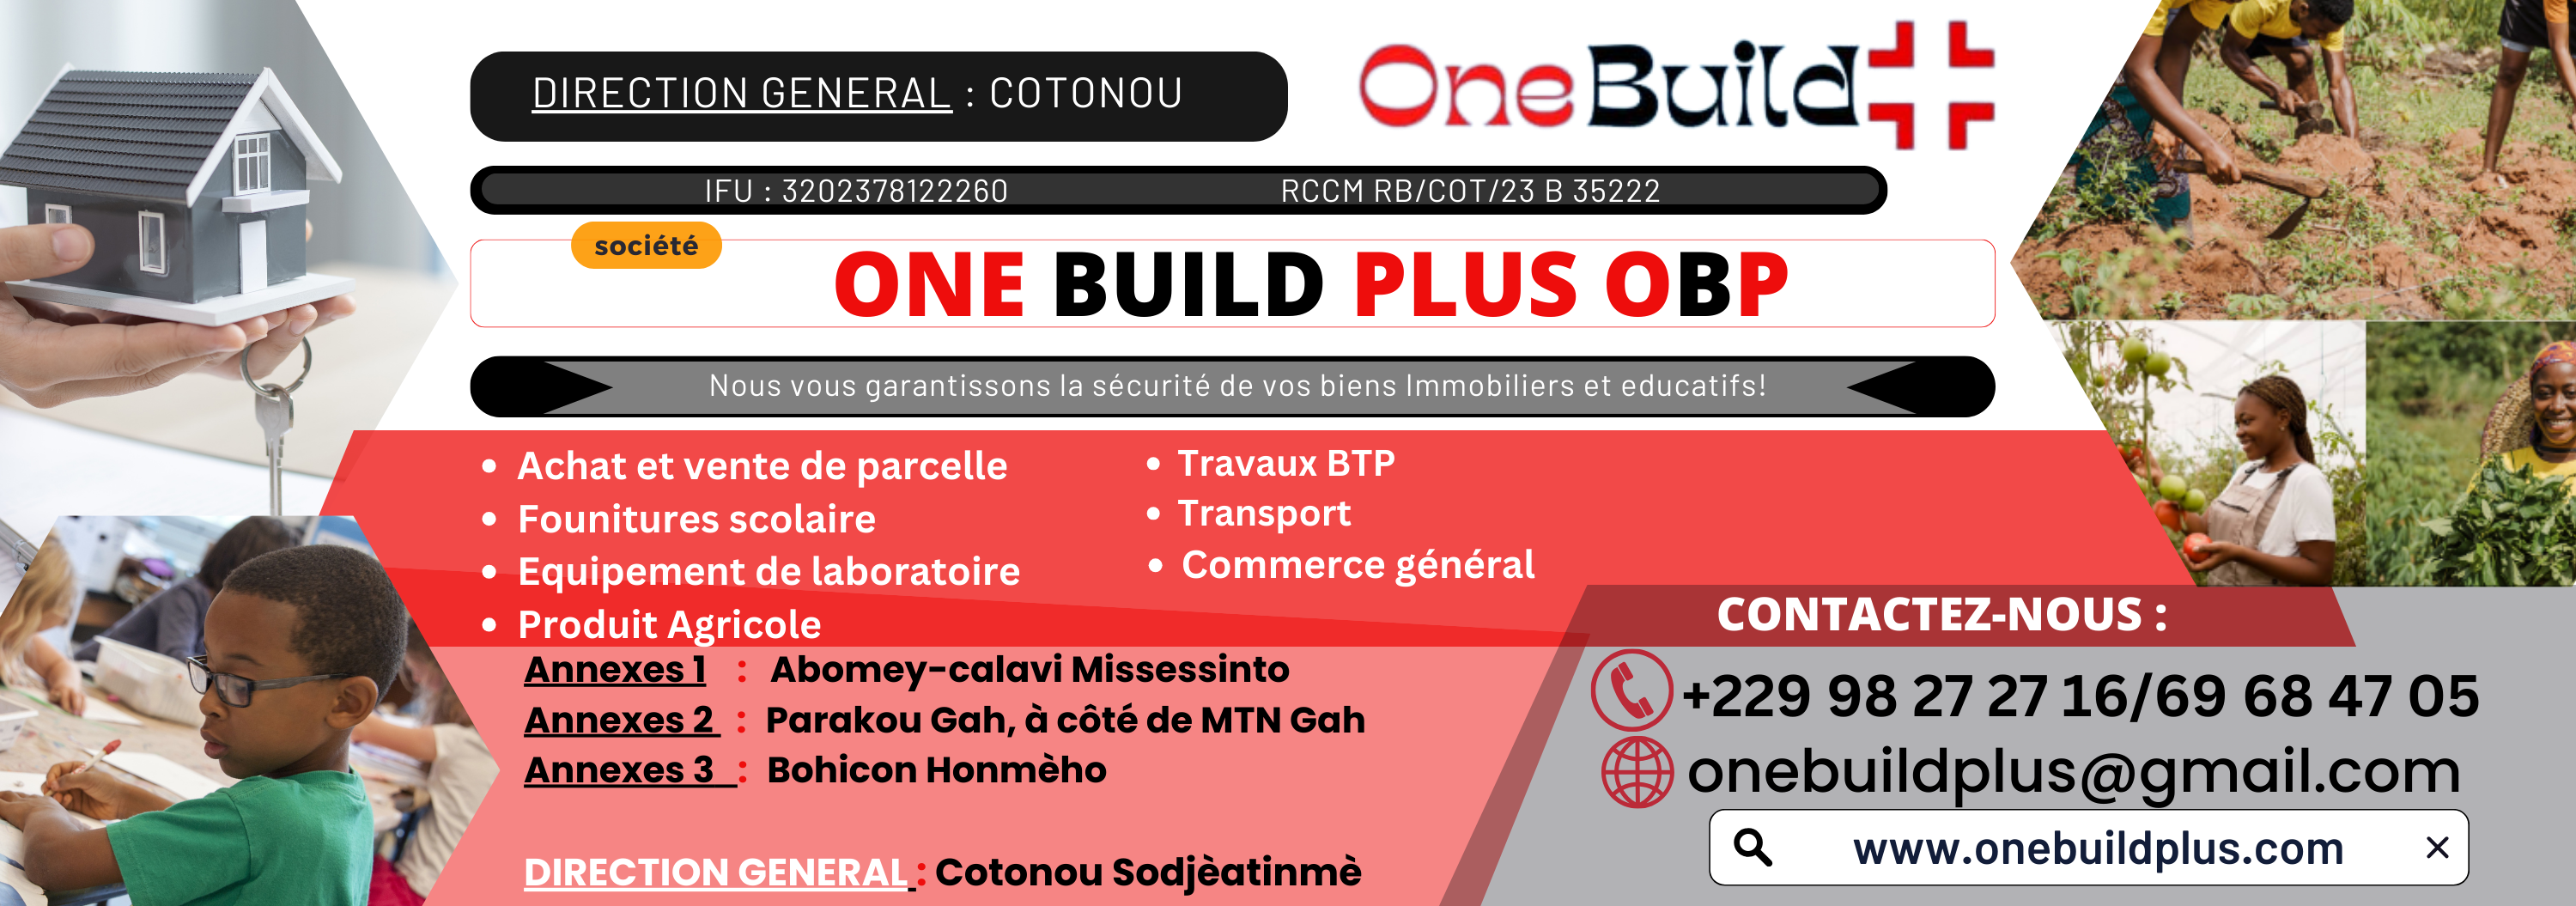 DIRECTION GENERAL : COTONOU
OneBuild
IFU : 3202378122260
RCCM RB/COT/23 B 35222
société
ONE BUILD PLUS OBP
Nous vous garantissons la sécurité de vos biens Immobiliers et educatifs!
• Achat et vente de parcelle
• Founitures scolaire
• Equipement de laboratoire
• Produit Agricole
• Travaux BTP
• Transport
• Commerce général
Annexes 1 : Abomey-calavi Missessinto
Annexes 2 : Parakou Gah, à côté de MTN Gah
Annexes 3 : Bohicon Honmèho
DIRECTION GENERAL : Cotonou Sodjèatinmè
CONTACTEZ-NOUS :
+229 98 27 27 16/69 68 47 05
onebuildplus@gmail.com
www.onebuildplus.com